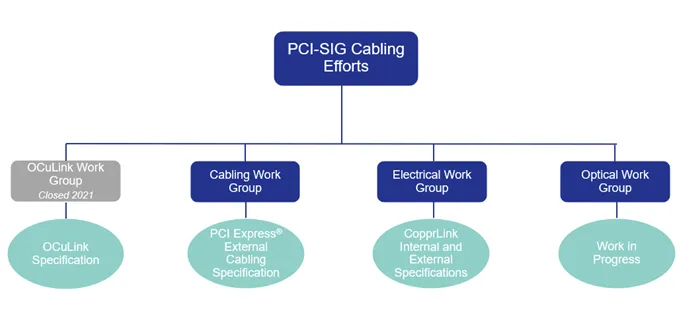 PCI-SIG Cabling
Efforts
OCuLink Work
Group
Closed 2021
Cabling Work
Group
Electrical Work
Group
Optical Work
Group
OCuLink
Specification
PCI Express®
External
Cabling
Specification
CopprLink
Internal and
External
Specifications
Work in
Progress